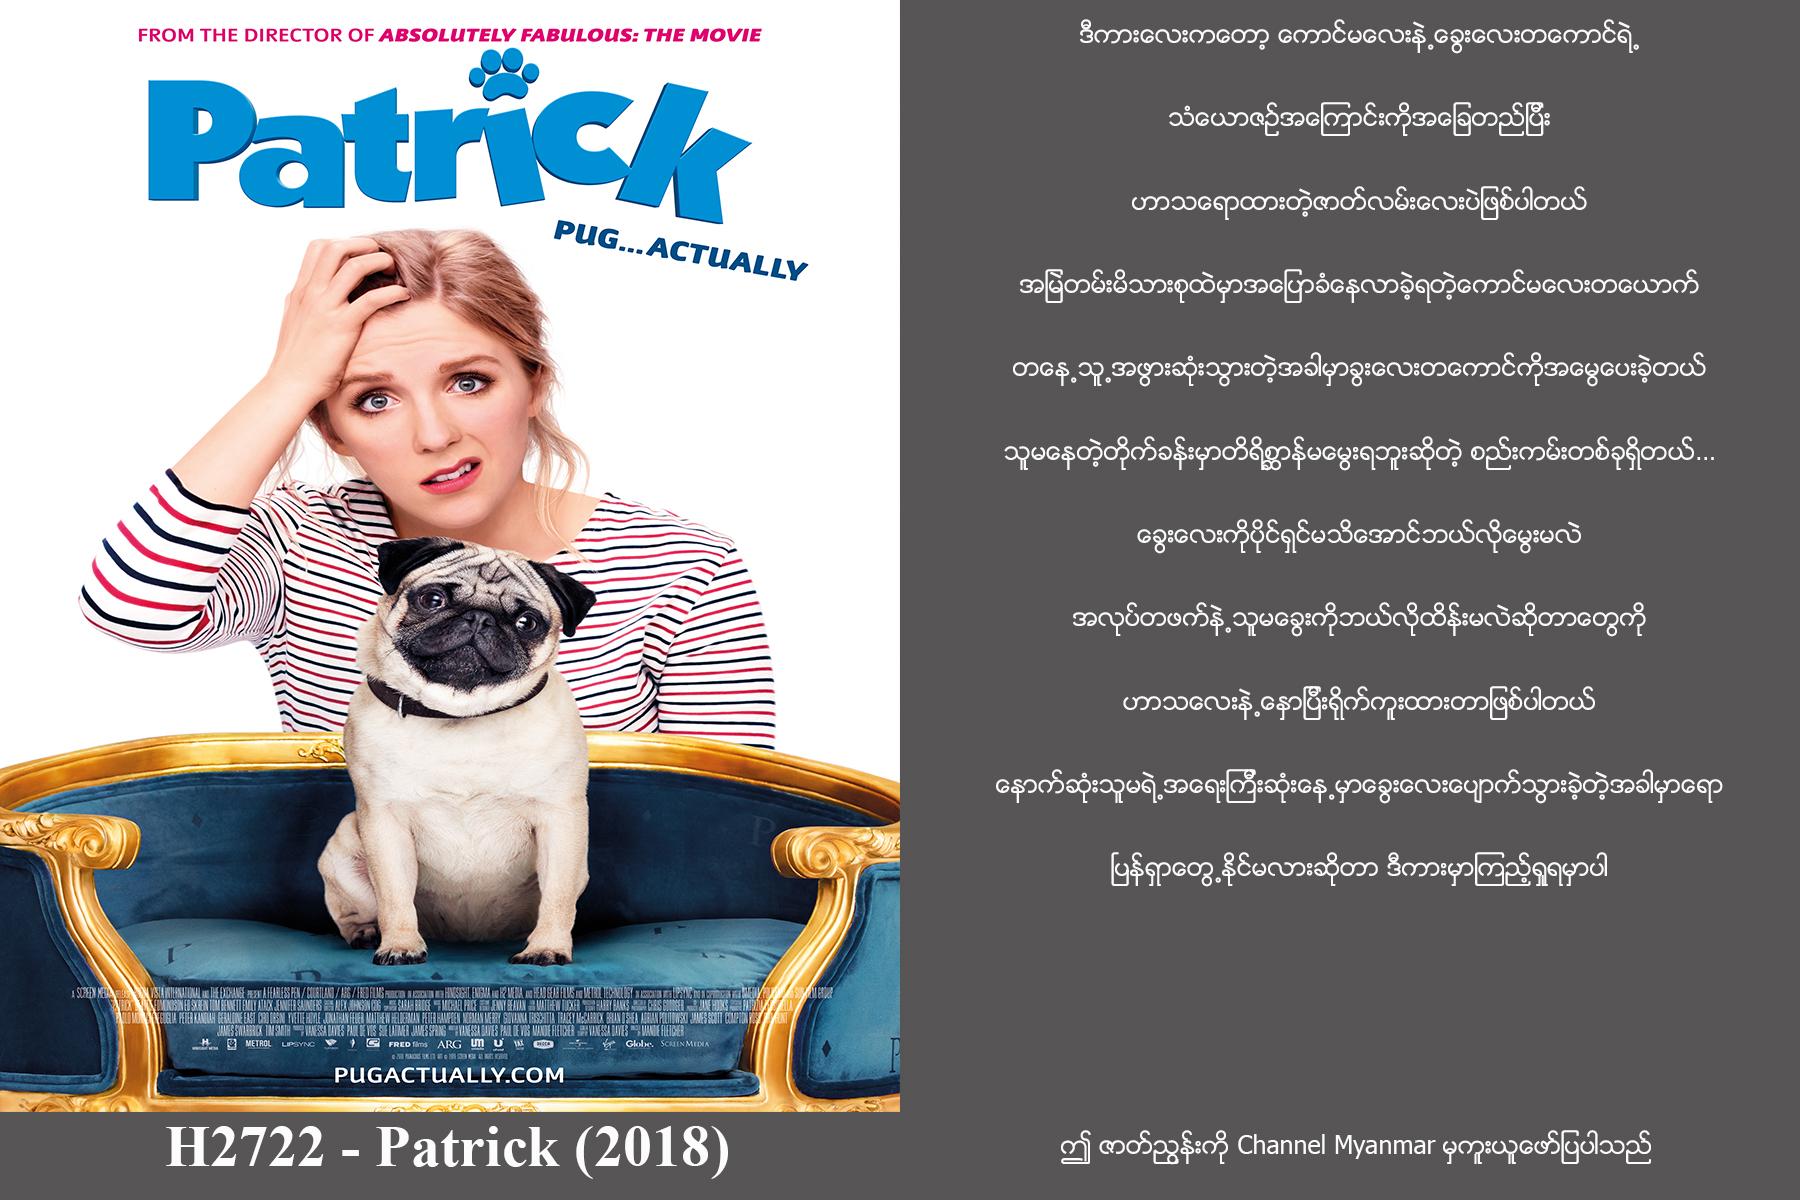 FROM THE DIRECTOR OF ABSOLUTELY FABULOUS: THE MOVIE
Patrick
PUG...ACTUALLY
PUGACTUALLY.COM
H2722 - Patrick (2018)
ဒီကားလေးကတော့ ကောင်မလေးနဲ့ ခွေးလေးတကောင်ရဲ့
သံယောဇဉ်အကြောင်းကိုအခြေတည်ပြီး
ဟာသရောထားတဲ့ဇာတ်လမ်းလေးပဲဖြစ်ပါတယ်
အမြဲတမ်းမိသားစုထဲမှာအပြောခံနေလာခဲ့ရတဲ့ကောင်မလေးတယောက်
တနေ့သူ့အဖွားဆုံးသွားတဲ့အခါမှာခွးလေးတကောင်ကိုအမွေပေးခဲ့တယ်
သူမနေတဲ့တိုက်ခန်းမှာတိရိစ္ဆာန်မမွေးရဘူးဆိုတဲ့ စည်းကမ်းတစ်ခုရှိတယ်...
ခွေးလေးကိုပိုင်ရှင်မသိအောင်ဘယ်လိုမွေးမလဲ
အလုပ်တဖက်နဲ့သူမခွေးကိုဘယ်လိုထိန်းမလဲဆိုတာတွေကို
ဟာသလေးနဲ့နှောပြီးရိုက်ကူးထားတာဖြစ်ပါတယ်
နောက်ဆုံးသူမရဲ့အရေးကြီးဆုံးနေ့မှာခွေးလေးပျောက်သွားခဲ့တဲ့အခါမှာရော
ပြန်ရှာတွေ့နိုင်မလားဆိုတာ ဒီကားမှာကြည့်ရှုရမှာပါ
ဤ ဇာတ်ညွှန်းကို Channel Myanmar မှကူးယူဖော်ပြပါသည်